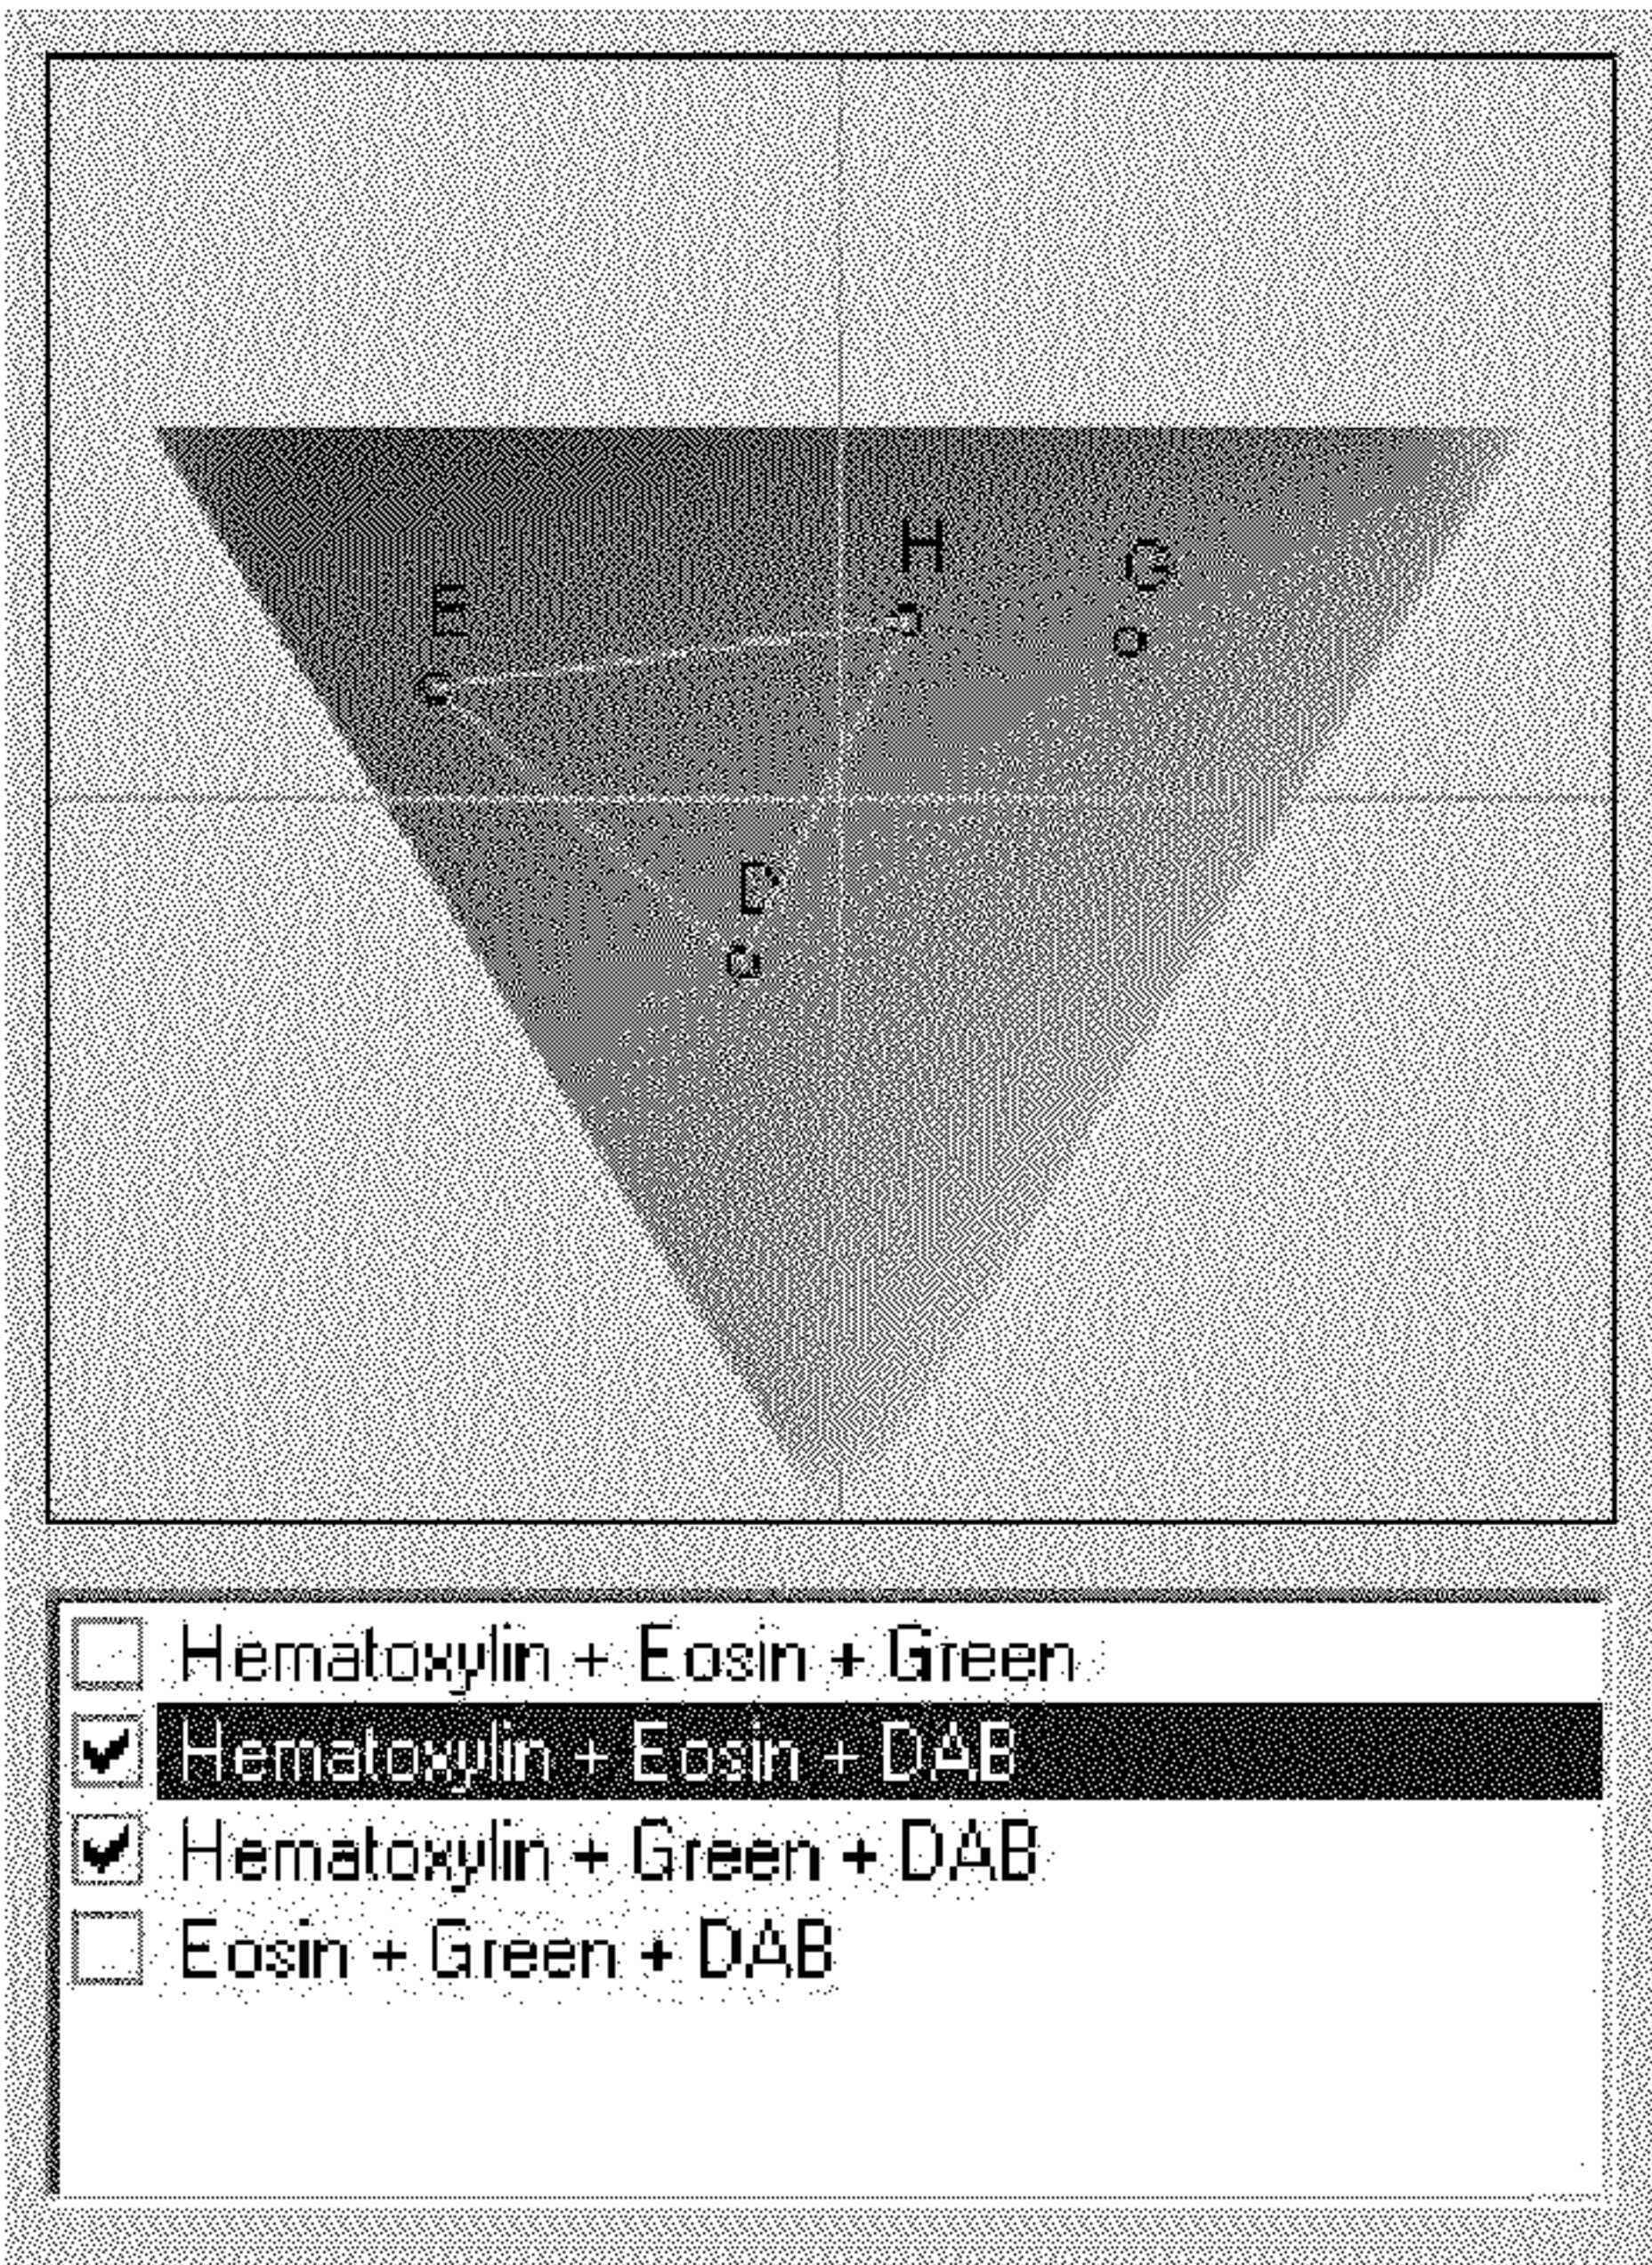 H
G
E
D
Hematoxylin + Eosin + Green
Hematoxylin + Eosin + DAB
Hematoxylin + Green + DAB
Eosin + Green + DAB